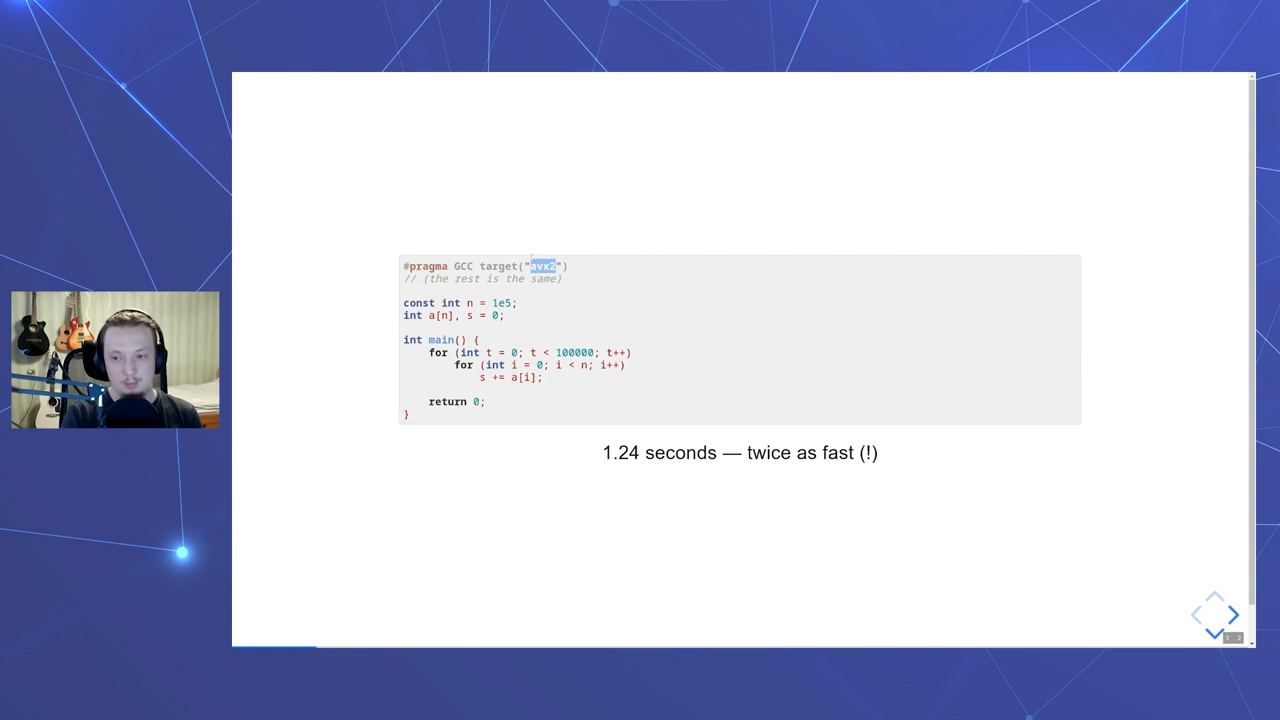 #pragma GCC target("avx2")
// (the rest is the same)
const int n = 1e5;
int a[n], s = 0;
int main() {
for (int t = 0; t < 100000; t++)
for (int i = 0; i < n; i++)
s += a[i];
return 0;
}
1.24 seconds — twice as fast (!)